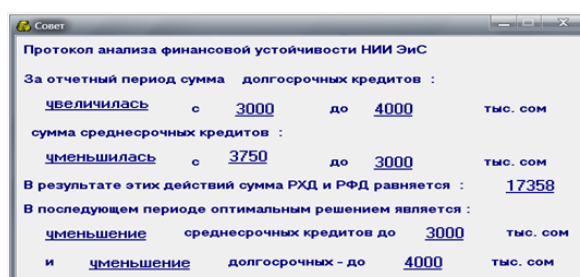 Совет
Протокол анализа финансовой устойчивости НИИ ЭиС
За отчетный период сумма долгосрочных кредитов :
увеличилась с 3000 до 4000 тыс. сом
сумма среднесрочных кредитов :
уменьшилась с 3750 до 3000 тыс. сом
В результате этих действий сумма РХД и РФД равняется : 17358
В последующем периоде оптимальным решением является :
уменьшение среднесрочных кредитов до 3000 тыс. сом
и уменьшение долгосрочных - до 4000 тыс. сом